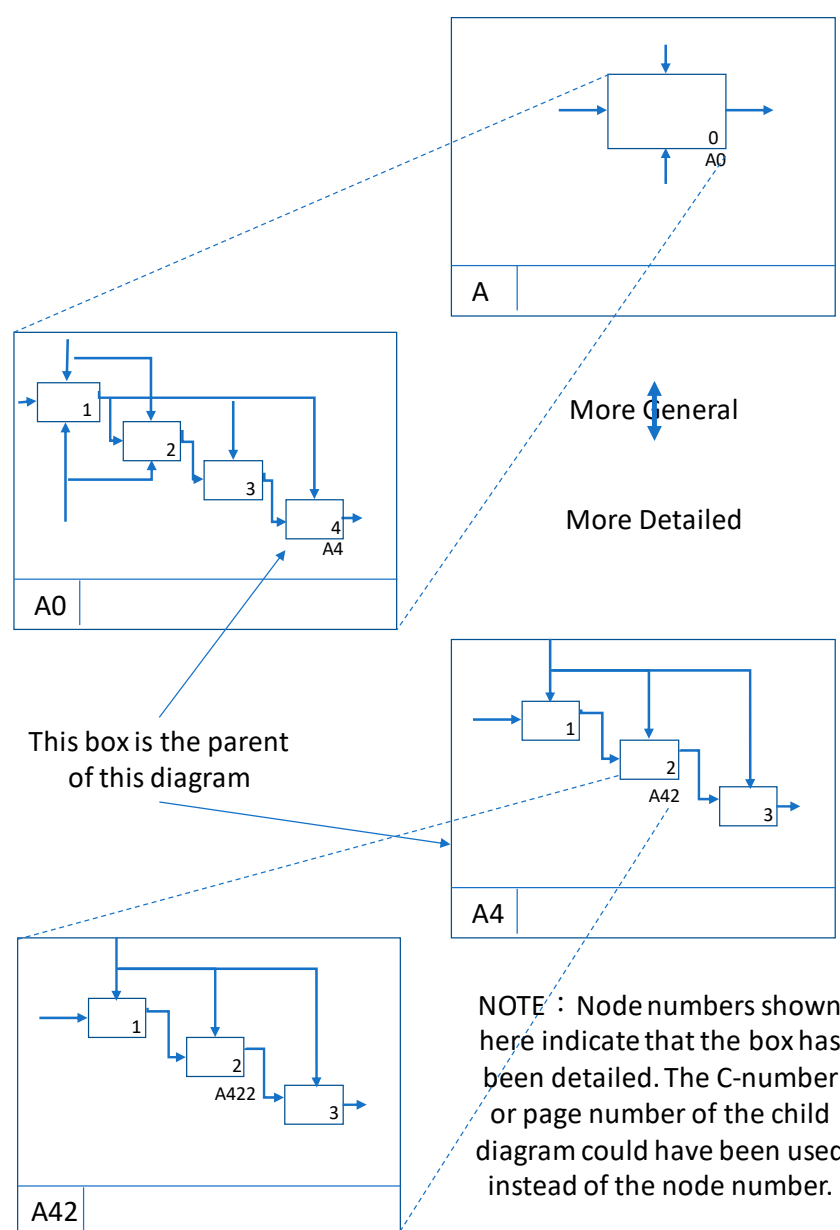 0
A0
A
1
2
3
4
A4
A0
More General
More Detailed
This box is the parent
of this diagram
1
2
A42
3
A4
1
2
A422
3
A42
NOTE：Node numbers shown
here indicate that the box has
been detailed. The C-number
or page number of the child
diagram could have been used
instead of the node number.